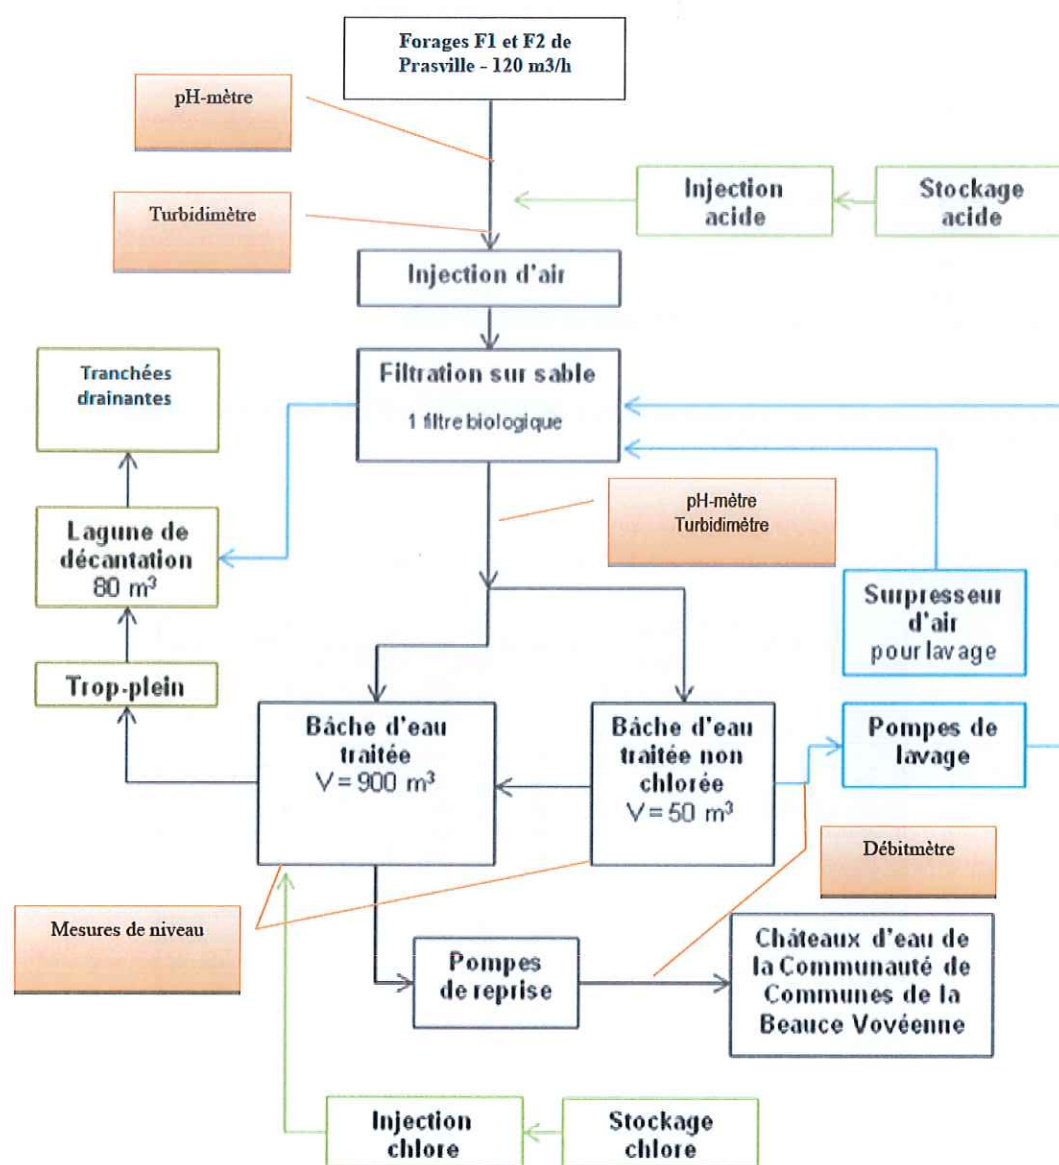 Forages F1 et F2 de
Prasville - 120 m3/h
pH-mètre
Injection
acide
Stockage
acide
Turbidimètre
Injection d'air
Tranchées
drainantes
Filtration sur sable
1 filtre biologique
pH-mètre
Turbidimètre
Lagune de
décantation
80 m³
Surpresseur
d'air
pour lavage
Trop-plein
Bâche d'eau
traitée
V = 900 m³
Bâche d'eau
traitée non
chlorée
V = 50 m³
Pompes de
lavage
Débitmètre
Mesures de niveau
Pompes
de reprise
Châteaux d'eau de
la Communauté de
Communes de la
Beauce Vovéenne
Injection
chlore
Stockage
chlore